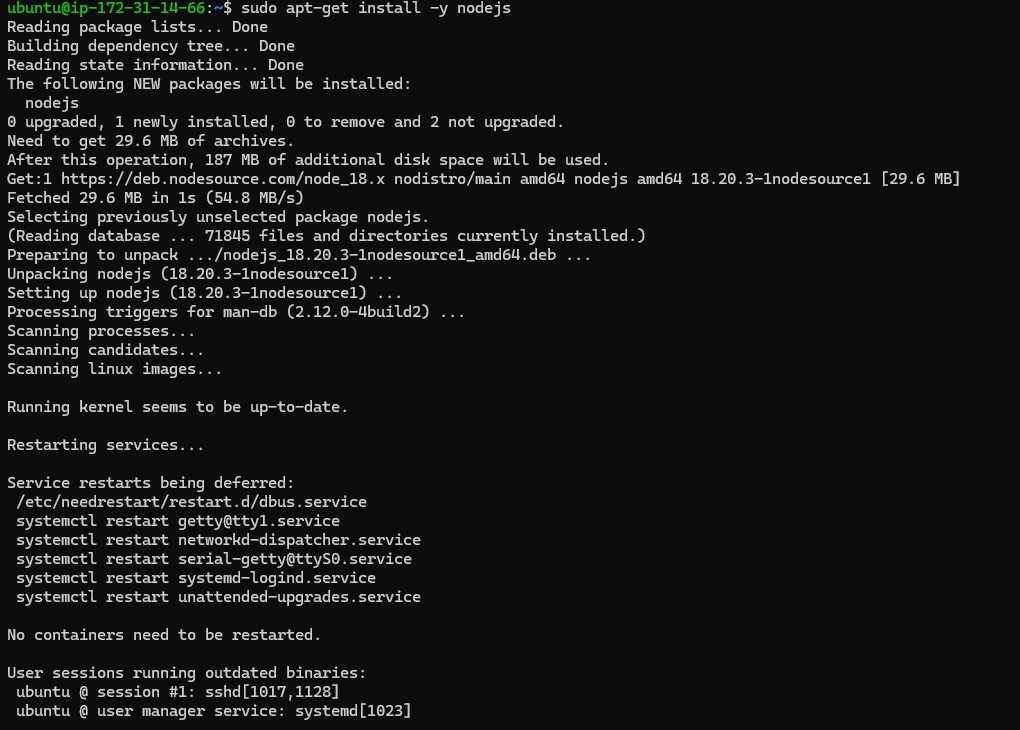 ubuntu@ip-172-31-14-66:~$ sudo apt-get install -y nodejs
Reading package lists... Done
Building dependency tree... Done
Reading state information... Done
The following NEW packages will be installed:
  nodejs
0 upgraded, 1 newly installed, 0 to remove and 2 not upgraded.
Need to get 29.6 MB of archives.
After this operation, 187 MB of additional disk space will be used.
Get:1 https://deb.nodesource.com/node_18.x nodistro/main amd64 nodejs amd64 18.20.3-1nodesource1 [29.6 MB]
Fetched 29.6 MB in 1s (54.8 MB/s)
Selecting previously unselected package nodejs.
(Reading database ... 71845 files and directories currently installed.)
Preparing to unpack .../nodejs_18.20.3-1nodesource1_amd64.deb ...
Unpacking nodejs (18.20.3-1nodesource1) ...
Setting up nodejs (18.20.3-1nodesource1) ...
Processing triggers for man-db (2.12.0-4build2) ...
Scanning processes...
Scanning candidates...
Scanning linux images...

Running kernel seems to be up-to-date.

Restarting services...

Service restarts being deferred:
 /etc/needrestart/restart.d/dbus.service
 systemctl restart getty@tty1.service
 systemctl restart networkd-dispatcher.service
 systemctl restart serial-getty@ttyS0.service
 systemctl restart systemd-logind.service
 systemctl restart unattended-upgrades.service

No containers need to be restarted.

User sessions running outdated binaries:
 ubuntu @ session #1: sshd[1017,1128]
 ubuntu @ user manager service: systemd[1023]